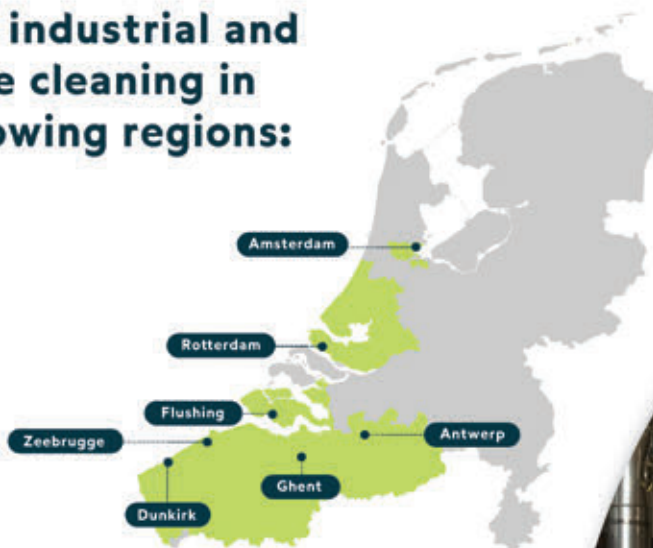 industrial and
e cleaning in
owing regions:
Amsterdam
Rotterdam
Flushing
Zeebrugge
Antwerp
Ghent
Dunkirk